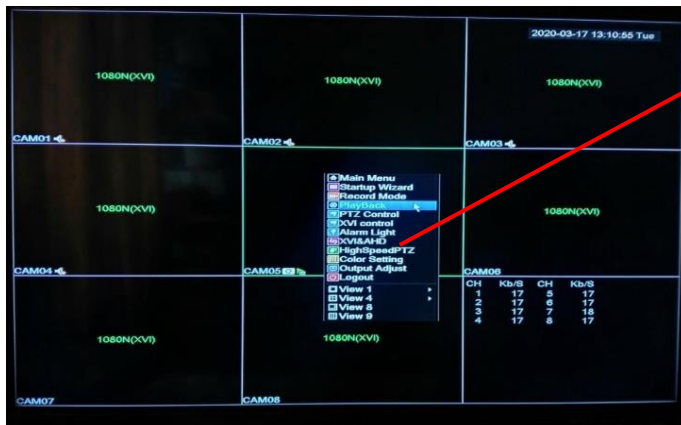 2020-03-17 13:10:55 Tue
1080N(XVI)
1080N(XVI)
1080N(XVI)
CAM01
CAM02
CAM03
Main Menu
Startup Wizard
Record Mode
PlayBack
PTZ Control
XVI control
Alarm Light
XVI&AHD
HighSpeedPTZ
Color Setting
Output Adjust
Logout
View 1
View 4
View 8
View 9
1080N(XVI)
1080N(XVI)
CAM04
CAM05
CAM06
CH Kb/S CH Kb/S
1 17 5 17
2 17 6 17
3 17 7 18
4 17 8 17
1080N(XVI)
1080N(XVI)
CAM07
CAM08